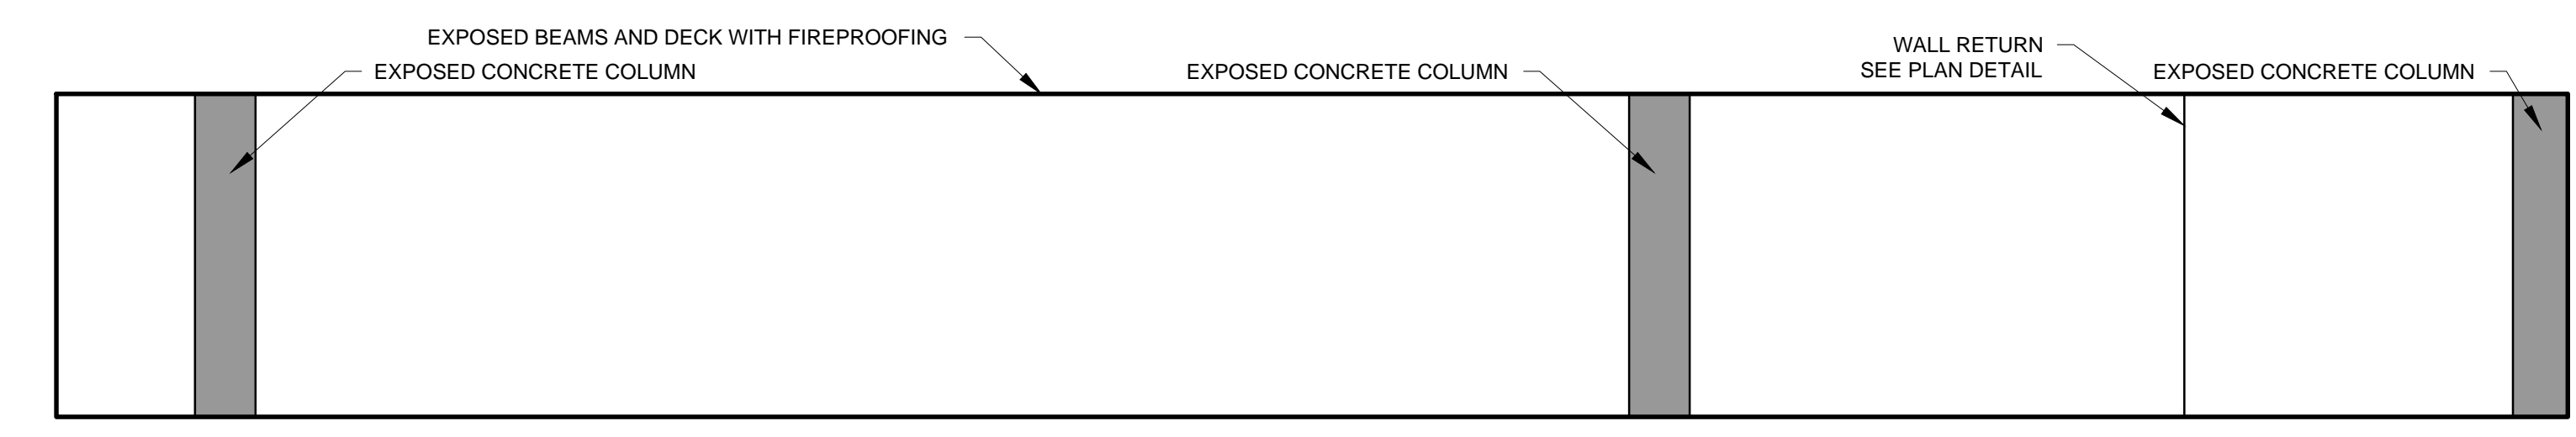 EXPOSED BEAMS AND DECK WITH FIREPROOFING
EXPOSED CONCRETE COLUMN
EXPOSED CONCRETE COLUMN
WALL RETURN
SEE PLAN DETAIL
EXPOSED CONCRETE COLUMN